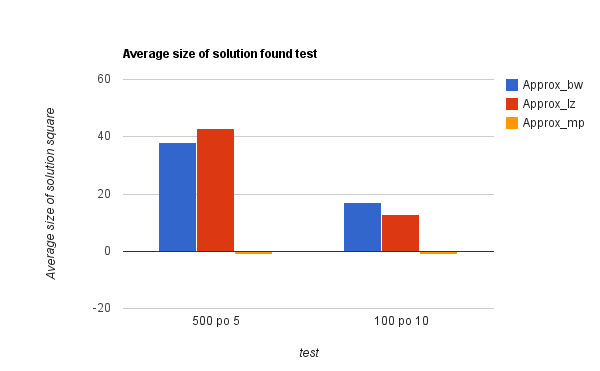 Average size of solution found test
60
40
20
0
-20
Average size of solution square
500 po 5
100 po 10
test
Approx_bw
Approx_lz
Approx_mp